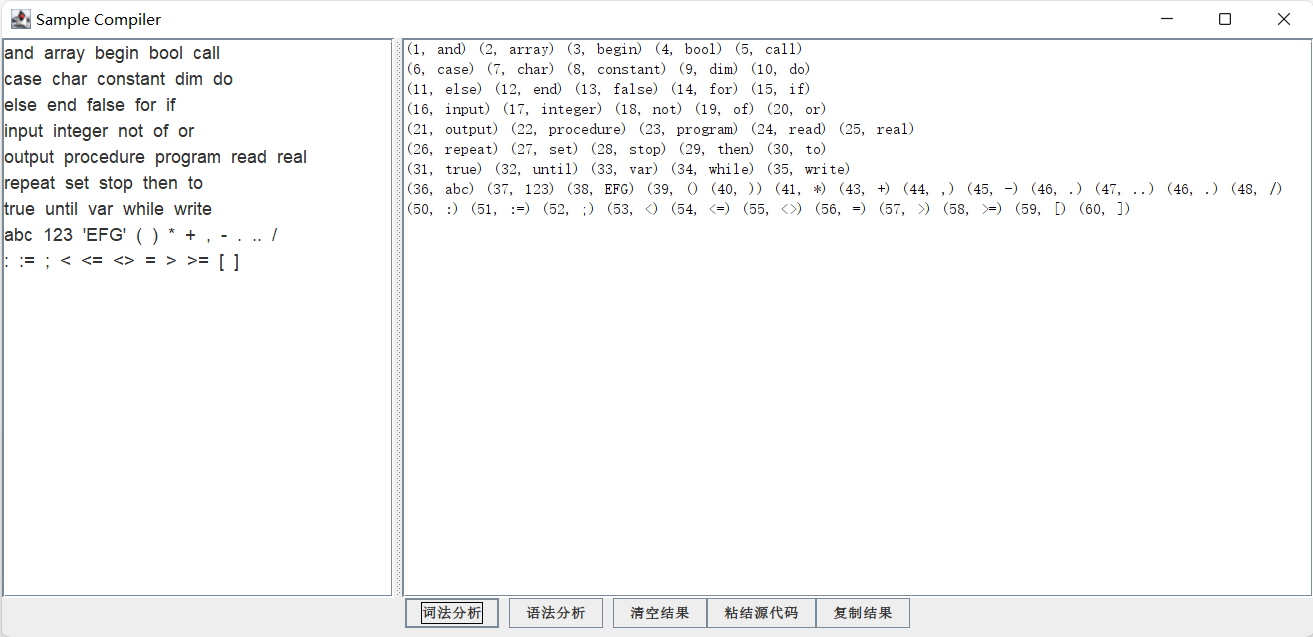 Sample Compiler
and array begin bool call
case char constant dim do
else end false for if
input integer not of or
output procedure program read real
repeat set stop then to
true until var while write
abc 123 'EFG' ( ) * + , - . .. /
: := ; < <= <> = > >= [ ]
(1, and) (2, array) (3, begin) (4, bool) (5, call)
(6, case) (7, char) (8, constant) (9, dim) (10, do)
(11, else) (12, end) (13, false) (14, for) (15, if)
(16, input) (17, integer) (18, not) (19, of) (20, or)
(21, output) (22, procedure) (23, program) (24, read) (25, real)
(26, repeat) (27, set) (28, stop) (29, then) (30, to)
(31, true) (32, until) (33, var) (34, while) (35, write)
(36, abc) (37, 123) (38, EFG) (39, () (40, )) (41, *) (43, +) (44, ,) (45, -) (46, .) (47, ..) (46, .) (48, /)
(50, :) (51, :=) (52, ;) (53, <) (54, <=) (55, <>) (56, =) (57, >) (58, >=) (59, [) (60, ])
词法分析 语法分析 清空结果 粘结源代码 复制结果